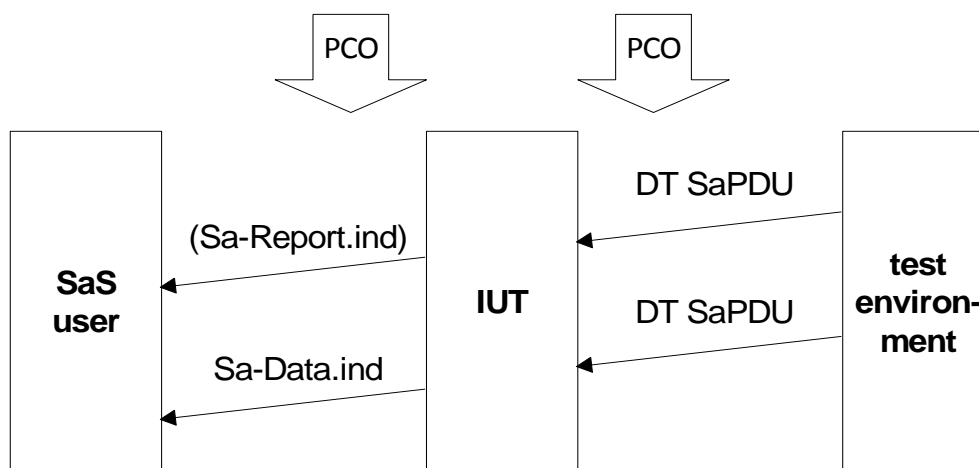 PCO
PCO
DT SaPDU
(Sa-Report.ind)
SaS
user
IUT
test
environ-
ment
DT SaPDU
Sa-Data.ind